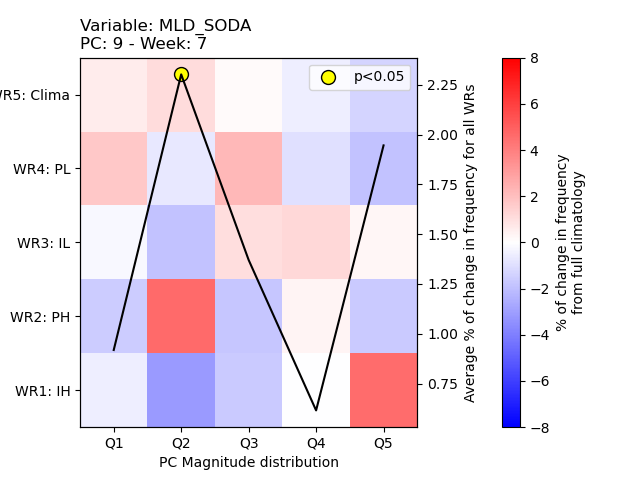 Variable: MLD_SODA
PC: 9 - Week: 7
p<0.05
WR5: Clima
WR4: PL
WR3: IL
WR2: PH
WR1: IH
Q1 Q2 Q3 Q4 Q5
PC Magnitude distribution
2.25
2.00
1.75
1.50
1.25
1.00
0.75
Average % of change in frequency for all WRs
8
6
4
2
0
−2
−4
−6
−8
% of change in frequency
from full climatology